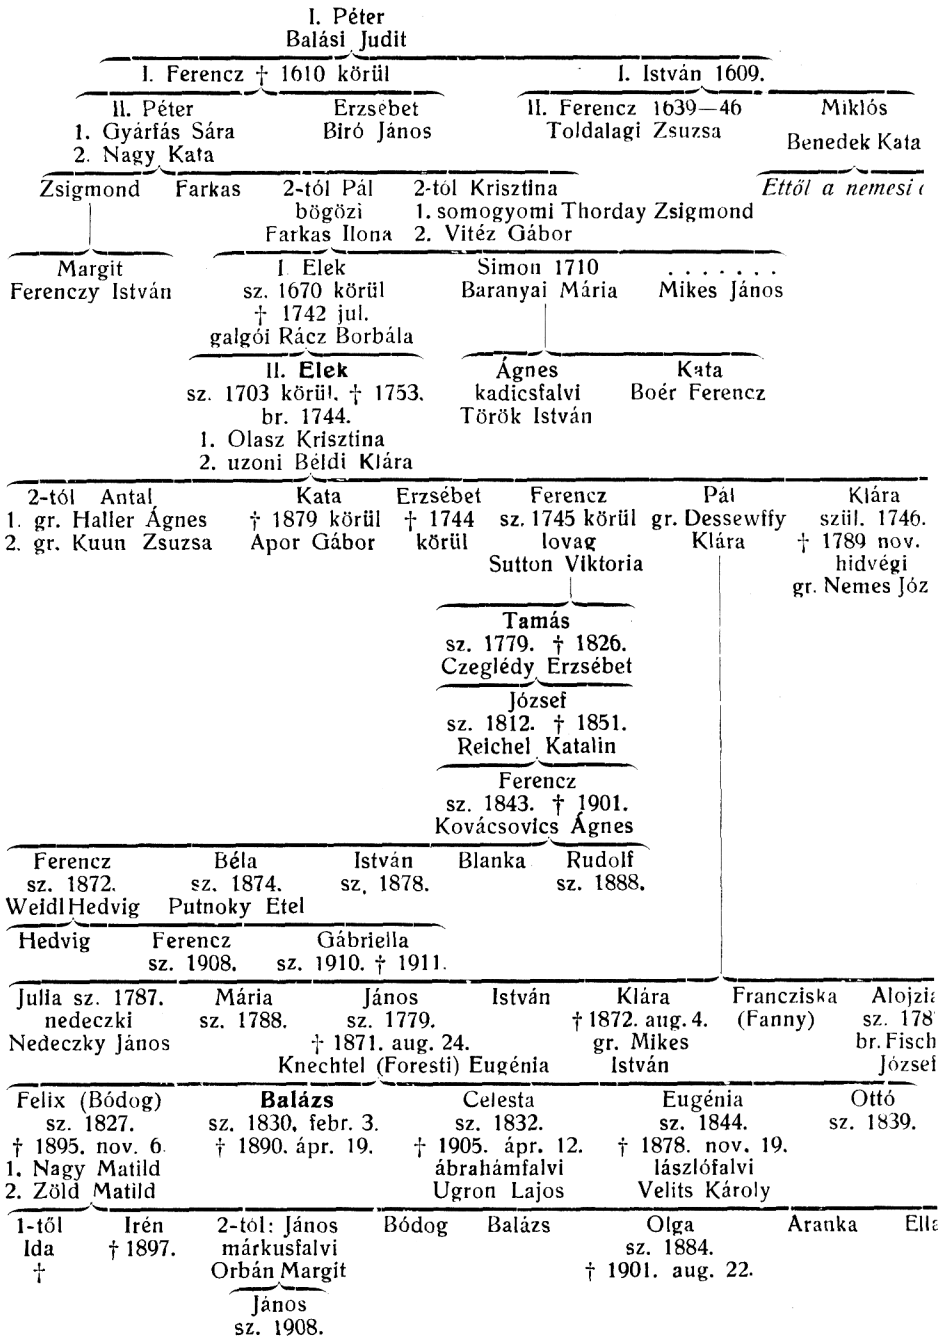 I. Péter
Balási Judit
I. Ferencz † 1610 körül I. István 1609.
II. Péter Erzsébet II. Ferencz 1639—46 Miklós
1. Gyárfás Sára Biró János Toldalagi Zsuzsa
2. Nagy Kata Benedek Kata
Zsigmond Farkas 2-tól Pál 2-tól Krisztina Ettől a nemesi
bögözi 1. somogyomi Thorday Zsigmond
Farkas Ilona 2. Vitéz Gábor
Margit I. Elek Simon 1710 . . . . . . .
Ferenczy István sz. 1670 körül Baranyai Mária Mikes János
† 1742 jul.
galgói Rácz Borbála
II. Elek Ágnes Kata
sz. 1703 körül. † 1753. kadicsfalvi Boér Ferencz
br. 1744. Török István
1. Olasz Krisztina
2. uzoni Béldi Klára
2-tól Antal Kata Erzsébet Ferencz Pál Klára
1. gr. Haller Ágnes † 1879 körül † 1744 sz. 1745 körül gr. Dessewffy szül. 1746.
2. gr. Kuun Zsuzsa Apor Gábor körül lovag Klára † 1789 nov.
Sutton Viktoria hidvégi
gr. Nemes Józ
Tamás
sz. 1779. † 1826.
Czeglédy Erzsébet
József
sz. 1812. † 1851.
Reichel Katalin
Ferencz
sz. 1843. † 1901.
Kovácsovics Ágnes
Ferencz Béla István Blanka Rudolf
sz. 1872. sz. 1874. sz. 1878. sz. 1888.
Weidl Hedvig Putnoky Etel
Hedvig Ferencz Gábriella
sz. 1908. sz. 1910. † 1911.
Julia sz. 1787. Mária János István Klára Francziska Alojzia
nedeczki sz. 1788. sz. 1779. † 1872. aug. 4. (Fanny) sz. 178
Nedeczky János † 1871. aug. 24. gr. Mikes br. Fisch
Knechtel (Foresti) Eugénia István József
Felix (Bódog) Balázs Celesta Eugénia Ottó
sz. 1827. sz. 1830. febr. 3. sz. 1832. sz. 1844. sz. 1839.
† 1895. nov. 6. † 1890. ápr. 19. † 1905. ápr. 12. † 1878. nov. 19.
1. Nagy Matild ábrahámfalvi lászlófalvi
2. Zöld Matild Ugron Lajos Velits Károly
1-től Irén 2-tól: János Bódog Balázs Olga Aranka Ella
Ida † 1897. márkusfalvi sz. 1884.
† Orbán Margit † 1901. aug. 22.
János
sz. 1908.